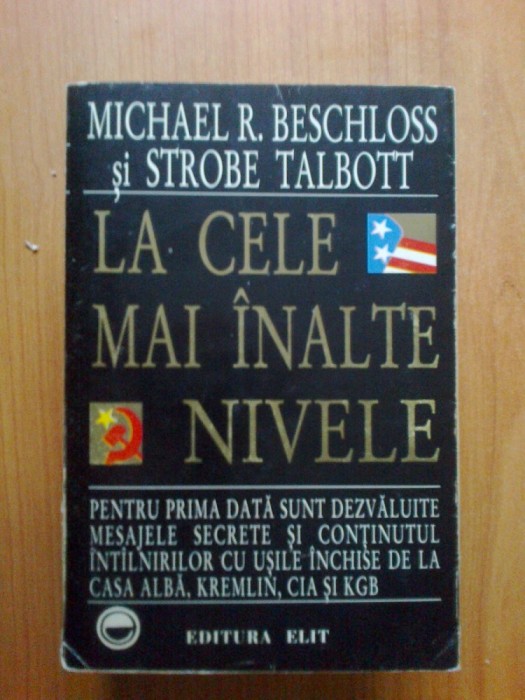 MICHAEL R. BESCHLOSS
și STROBE TALBOTT
LA CELE
MAI ÎNALTE
NIVELE
PENTRU PRIMA DATĂ SUNT DEZVĂLUITE
MESAJELE SECRETE ȘI CONȚINUTUL
ÎNTÎLNIRILOR CU UȘILE ÎNCHISE DE LA
CASA ALBĂ, KREMLIN, CIA ȘI KGB
EDITURA ELIT